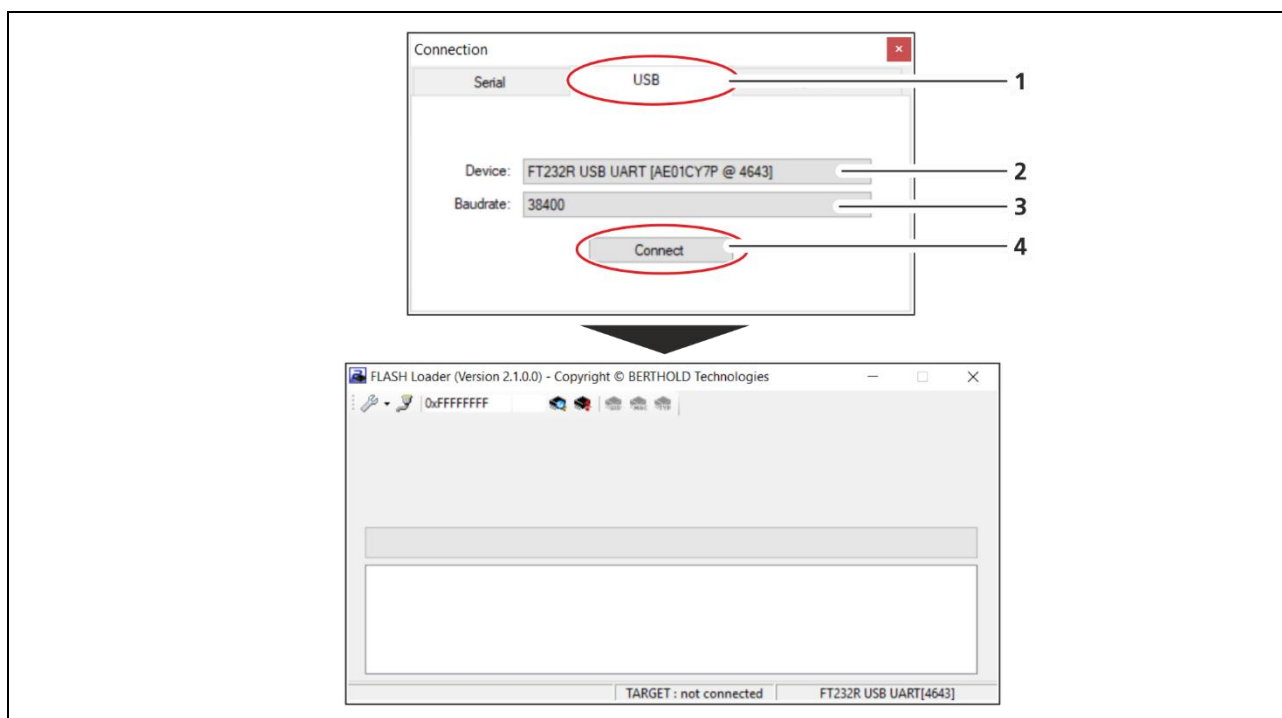 Connection
Serial USB 1
Device: FT232R USB UART [AE01CY7P @ 4643] 2
Baudrate: 38400 3
Connect 4
FLASH Loader (Version 2.1.0.0) - Copyright © BERTHOLD Technologies
0xFFFFFFFF
TARGET : not connected FT232R USB UART[4643]